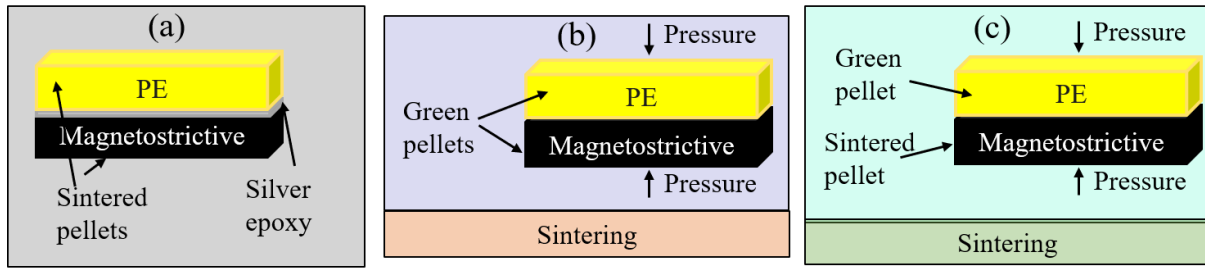 (a)
PE
Magnetostrictive
Sintered
pellets
Silver
epoxy
(b)
Pressure
Green
pellets
PE
Magnetostrictive
Pressure
Sintering
(c)
Pressure
Green
pellet
PE
Sintered
pellet
Magnetostrictive
Pressure
Sintering